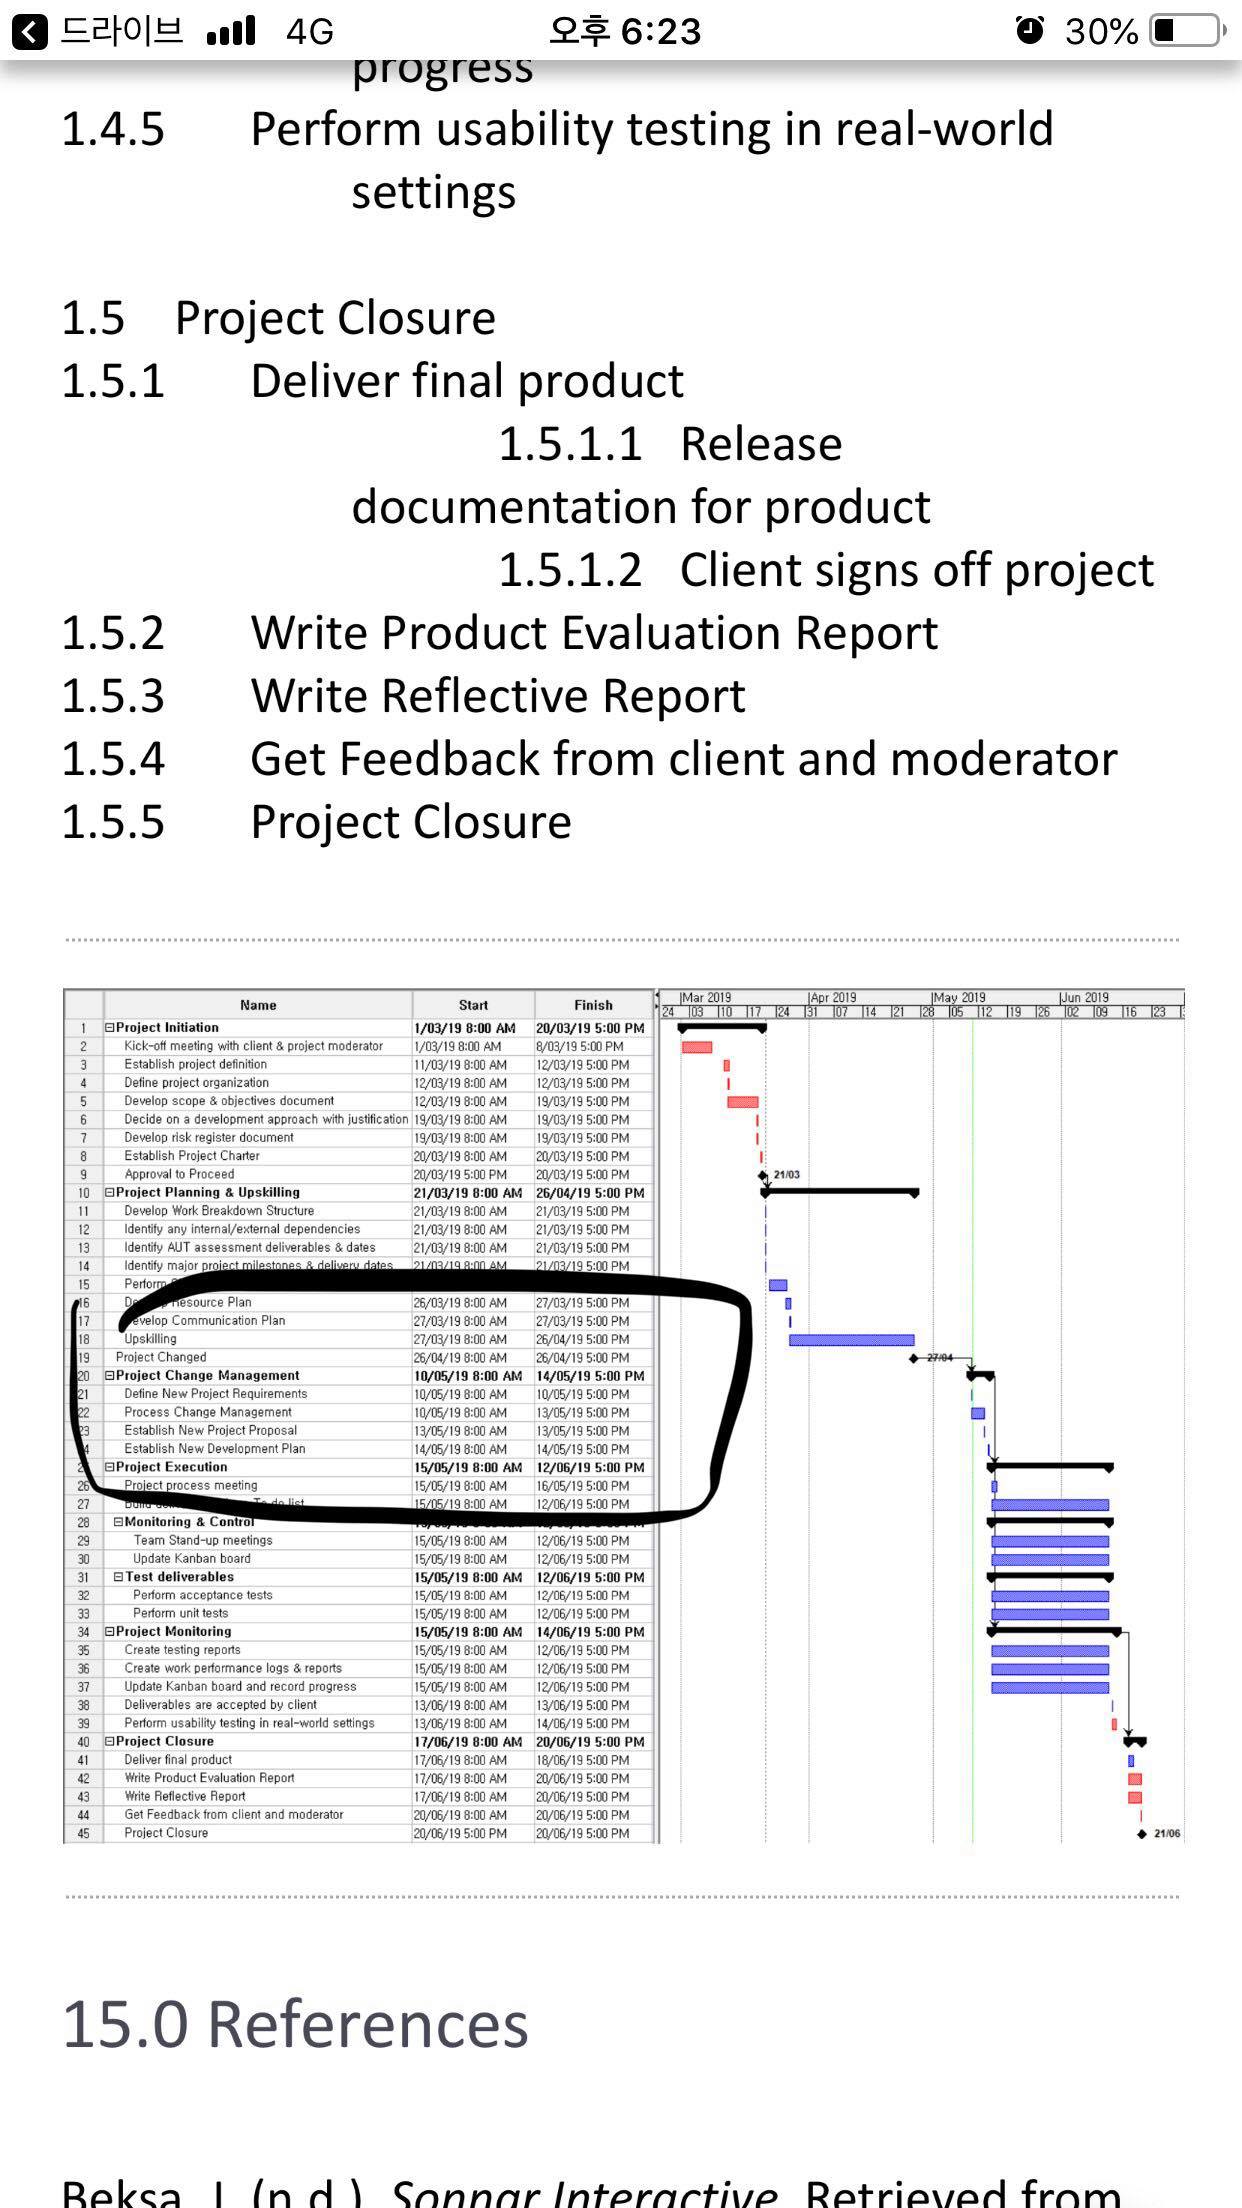 드라이브 4G 오후 6:23 30%
progress
1.4.5 Perform usability testing in real-world
settings
1.5 Project Closure
1.5.1 Deliver final product
1.5.1.1 Release
documentation for product
1.5.1.2 Client signs off project
1.5.2 Write Product Evaluation Report
1.5.3 Write Reflective Report
1.5.4 Get Feedback from client and moderator
1.5.5 Project Closure
Name Start Finish Mar 2019 Apr 2019 May 2019 Jun 2019
24 03 10 17 24 31 07 14 21 28 05 12 19 26 02 09 16 23
1 Project Initiation 1/03/19 8:00 AM 20/03/19 5:00 PM
2 Kick-off meeting with client & project moderator 1/03/19 8:00 AM 8/03/19 5:00 PM
3 Establish project definition 11/03/19 8:00 AM 12/03/19 5:00 PM
4 Define project organization 12/03/19 8:00 AM 12/03/19 5:00 PM
5 Develop scope & objectives document 12/03/19 8:00 AM 19/03/19 5:00 PM
6 Decide on a development approach with justification 19/03/19 8:00 AM 19/03/19 5:00 PM
7 Develop risk register document 19/03/19 8:00 AM 19/03/19 5:00 PM
8 Establish Project Charter 20/03/19 8:00 AM 20/03/19 5:00 PM
9 Approval to Proceed 20/03/19 5:00 PM 20/03/19 5:00 PM 21/03
10 Project Planning & Upskilling 21/03/19 8:00 AM 26/04/19 5:00 PM
11 Develop Work Breakdown Structure 21/03/19 8:00 AM 21/03/19 5:00 PM
12 Identify any internal/external dependencies 21/03/19 8:00 AM 21/03/19 5:00 PM
13 Identify AUT assessment deliverables & dates 21/03/19 8:00 AM 21/03/19 5:00 PM
14 Identify major project milestones & delivery dates 21/03/19 8:00 AM 21/03/19 5:00 PM
15 Perform
16 Resource Plan 26/03/19 8:00 AM 27/03/19 5:00 PM
17 Develop Communication Plan 27/03/19 8:00 AM 27/03/19 5:00 PM
18 Upskilling 27/03/19 8:00 AM 26/04/19 5:00 PM
19 Project Changed 26/04/19 8:00 AM 26/04/19 5:00 PM 27/04
20 Project Change Management 10/05/19 8:00 AM 14/05/19 5:00 PM
21 Define New Project Requirements 10/05/19 8:00 AM 10/05/19 5:00 PM
22 Process Change Management 10/05/19 8:00 AM 13/05/19 5:00 PM
23 Establish New Project Proposal 13/05/19 8:00 AM 13/05/19 5:00 PM
Establish New Development Plan 14/05/19 8:00 AM 14/05/19 5:00 PM
Project Execution 15/05/19 8:00 AM 12/06/19 5:00 PM
26 Project process meeting 15/05/19 8:00 AM 16/05/19 5:00 PM
27 15/05/19 8:00 AM 12/06/19 5:00 PM
28 Monitoring & Control
29 Team Stand-up meetings 15/05/19 8:00 AM 12/06/19 5:00 PM
30 Update Kanban board 15/05/19 8:00 AM 12/06/19 5:00 PM
31 Test deliverables 15/05/19 8:00 AM 12/06/19 5:00 PM
32 Perform acceptance tests 15/05/19 8:00 AM 12/06/19 5:00 PM
33 Perform unit tests 15/05/19 8:00 AM 12/06/19 5:00 PM
34 Project Monitoring 15/05/19 8:00 AM 14/06/19 5:00 PM
35 Create testing reports 15/05/19 8:00 AM 12/06/19 5:00 PM
36 Create work performance logs & reports 15/05/19 8:00 AM 12/06/19 5:00 PM
37 Update Kanban board and record progress 15/05/19 8:00 AM 12/06/19 5:00 PM
38 Deliverables are accepted by client 13/06/19 8:00 AM 13/06/19 5:00 PM
39 Perform usability testing in real-world settings 13/06/19 8:00 AM 14/06/19 5:00 PM
40 Project Closure 17/06/19 8:00 AM 20/06/19 5:00 PM
41 Deliver final product 17/06/19 8:00 AM 18/06/19 5:00 PM
42 Write Product Evaluation Report 17/06/19 8:00 AM 20/06/19 5:00 PM
43 Write Reflective Report 17/06/19 8:00 AM 20/06/19 5:00 PM
44 Get Feedback from client and moderator 20/06/19 8:00 AM 20/06/19 5:00 PM
45 Project Closure 20/06/19 5:00 PM 20/06/19 5:00 PM 21/06
15.0 References
Beksa, J. (n.d.). Sonnar Interactive. Retrieved from